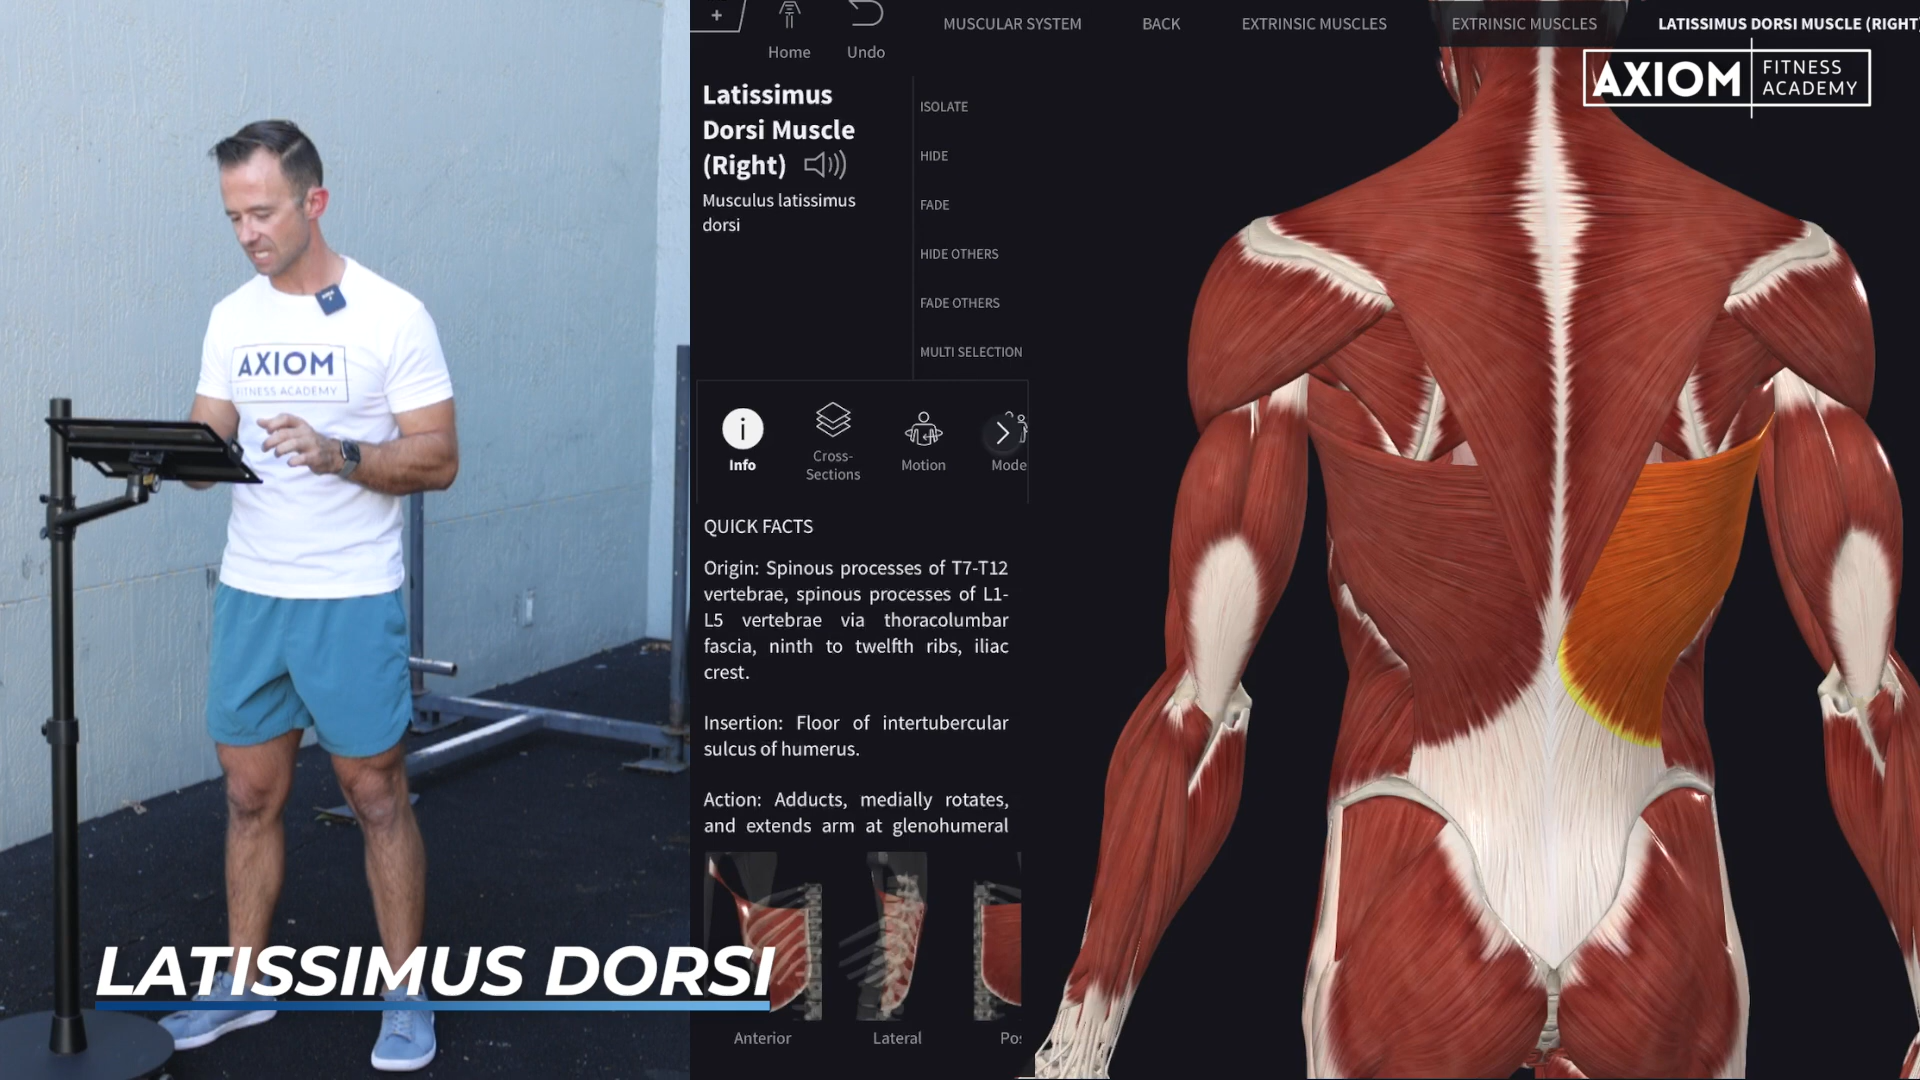 Home
Undo
MUSCULAR SYSTEM
BACK
EXTRINSIC MUSCLES
EXTRINSIC MUSCLES
LATISSIMUS DORSI MUSCLE (RIGHT)
AXIOM
FITNESS
ACADEMY
Latissimus
Dorsi Muscle
(Right)
Musculus latissimus
dorsi
ISOLATE
HIDE
FADE
HIDE OTHERS
FADE OTHERS
MULTI SELECTION
Info
Cross-
Sections
Motion
Mode
QUICK FACTS
Origin: Spinous processes of T7-T12
vertebrae, spinous processes of L1-
L5 vertebrae via thoracolumbar
fascia, ninth to twelfth ribs, iliac
crest.
Insertion: Floor of intertubercular
sulcus of humerus.
Action: Adducts, medially rotates,
and extends arm at glenohumeral
Anterior
Lateral
Pos
AXIOM
FITNESS ACADEMY
LATISSIMUS DORSI